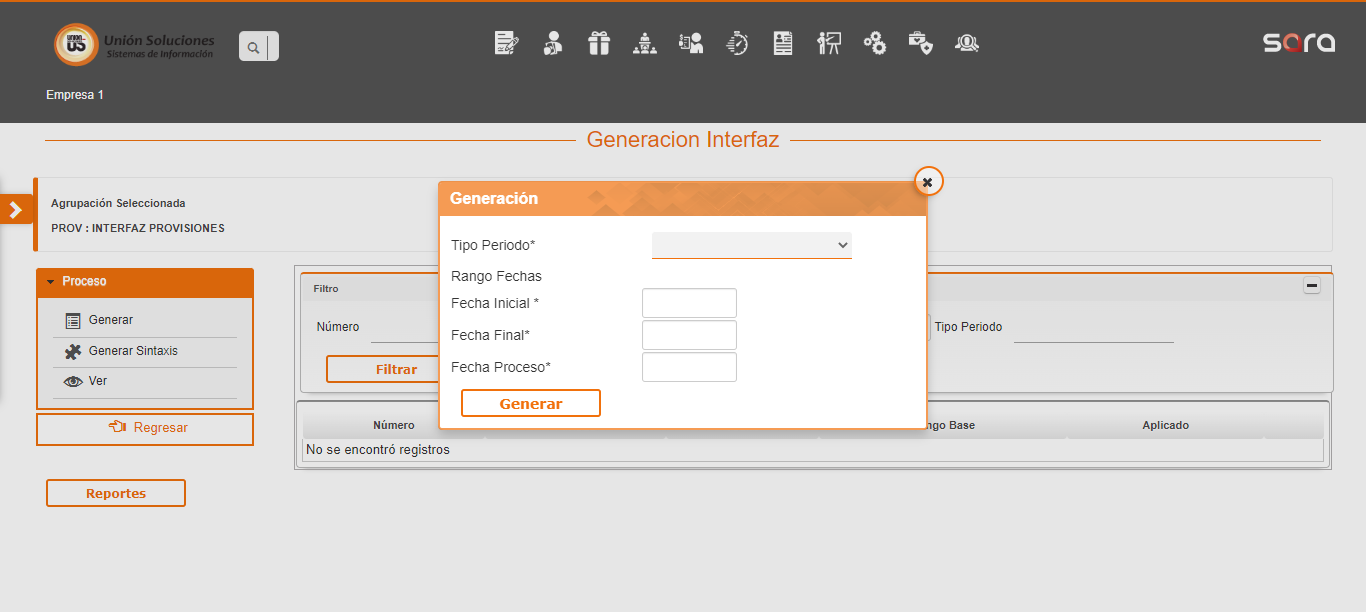 UNION
US
Unión Soluciones
Sistemas de Información
sara
Empresa 1
Generacion Interfaz
Agrupación Seleccionada
PROV : INTERFAZ PROVISIONES
Proceso
Generar
Generar Sintaxis
Ver
Regresar
Reportes
Generación
Tipo Periodo*
Rango Fechas
Fecha Inicial *
Fecha Final*
Fecha Proceso*
Generar
Filtro
Número
Tipo Periodo
Filtrar
Número
ngo Base
Aplicado
No se encontró registros